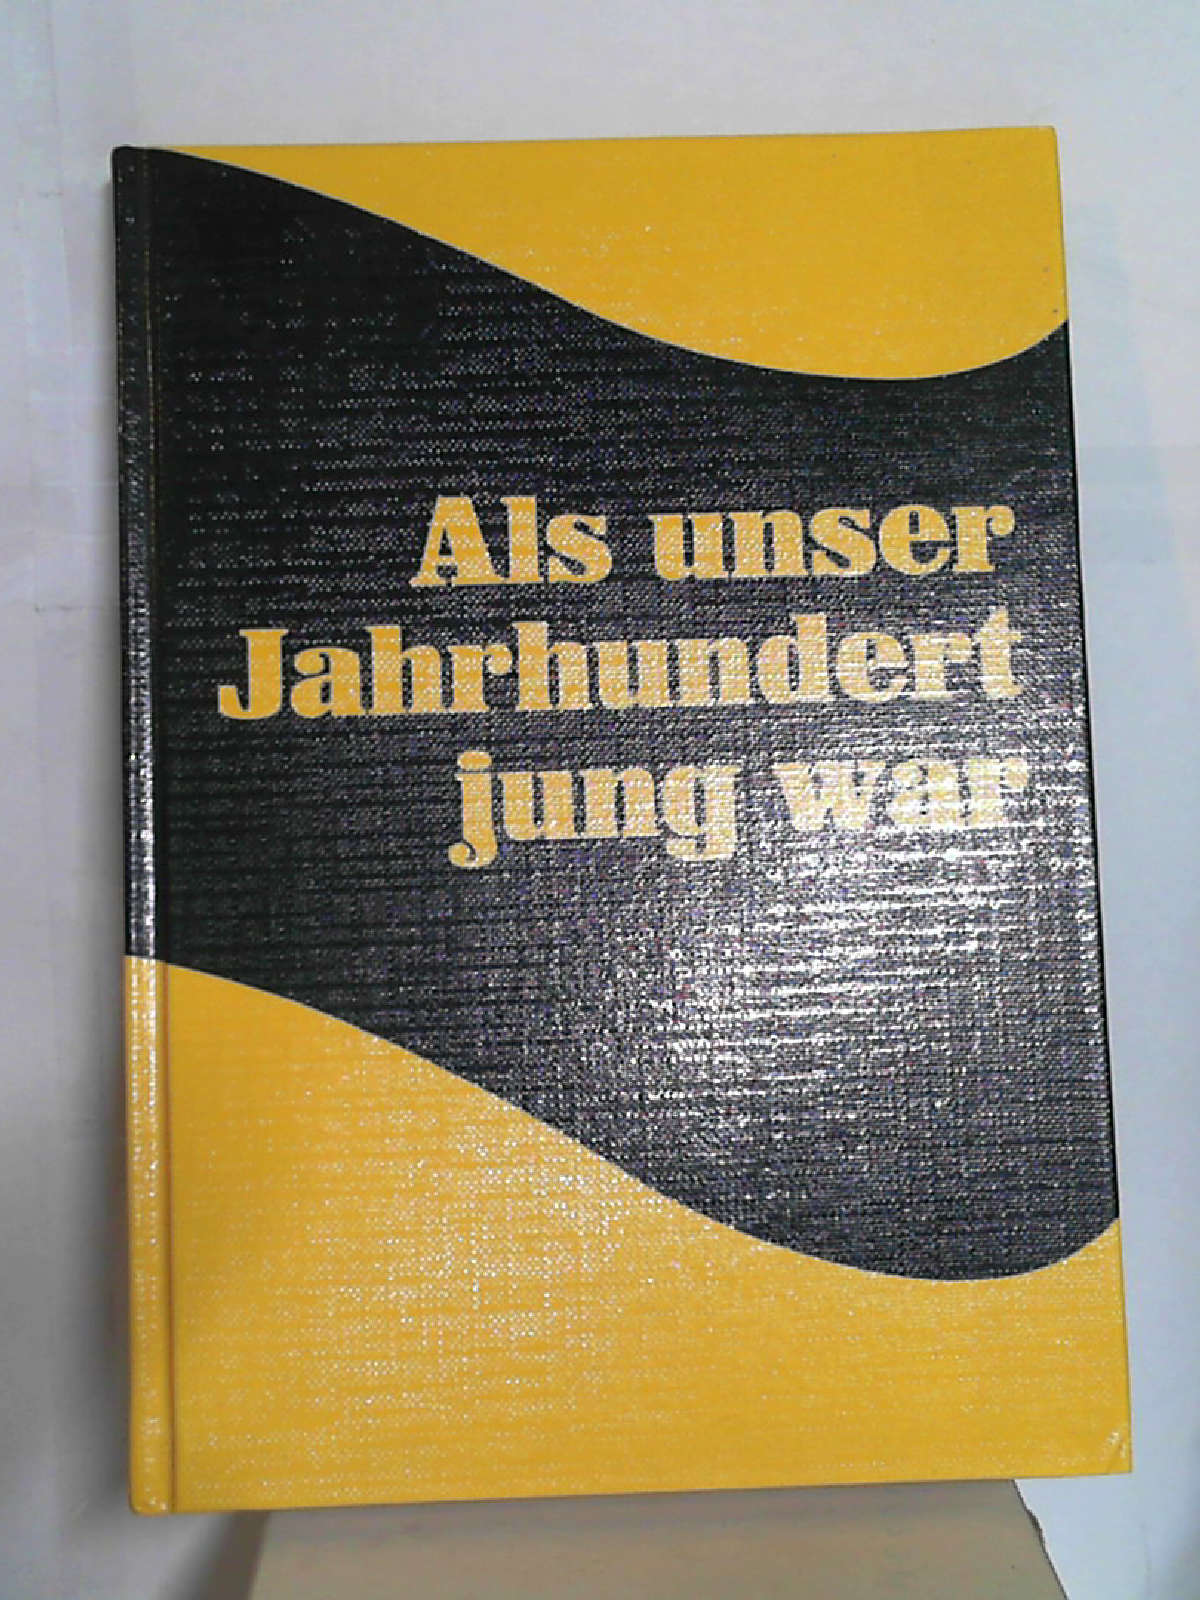 Als unser
Jahrhundert
jung war